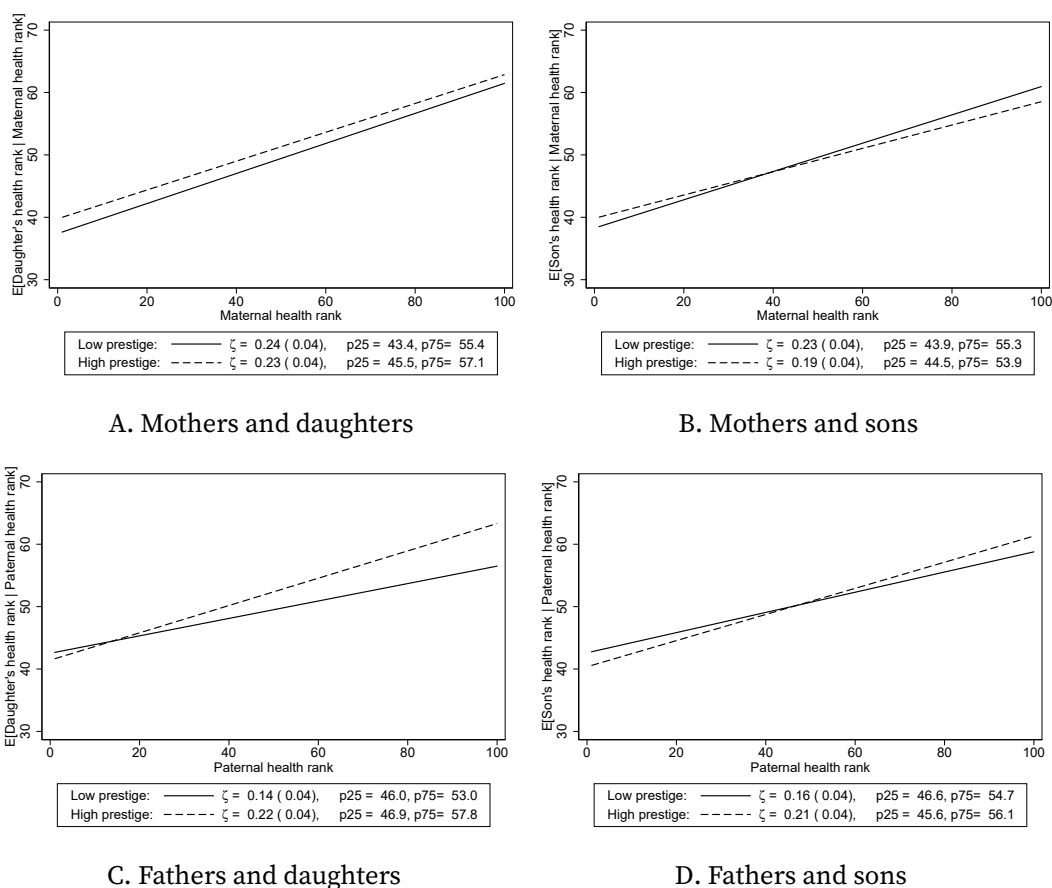 E[Daughter's health rank | Maternal health rank]
70
60
50
40
30
0 20 40 60 80 100
Maternal health rank
Low prestige: ζ = 0.24 ( 0.04), p25 = 43.4, p75= 55.4
High prestige: ζ = 0.23 ( 0.04), p25 = 45.5, p75= 57.1
A. Mothers and daughters
E[Son's health rank | Maternal health rank]
70
60
50
40
30
0 20 40 60 80 100
Maternal health rank
Low prestige: ζ = 0.23 ( 0.04), p25 = 43.9, p75= 55.3
High prestige: ζ = 0.19 ( 0.04), p25 = 44.5, p75= 53.9
B. Mothers and sons
E[Daughter's health rank | Paternal health rank]
70
60
50
40
30
0 20 40 60 80 100
Paternal health rank
Low prestige: ζ = 0.14 ( 0.04), p25 = 46.0, p75= 53.0
High prestige: ζ = 0.22 ( 0.04), p25 = 46.9, p75= 57.8
C. Fathers and daughters
E[Son's health rank | Paternal health rank]
70
60
50
40
30
0 20 40 60 80 100
Paternal health rank
Low prestige: ζ = 0.16 ( 0.04), p25 = 46.6, p75= 54.7
High prestige: ζ = 0.21 ( 0.04), p25 = 45.6, p75= 56.1
D. Fathers and sons